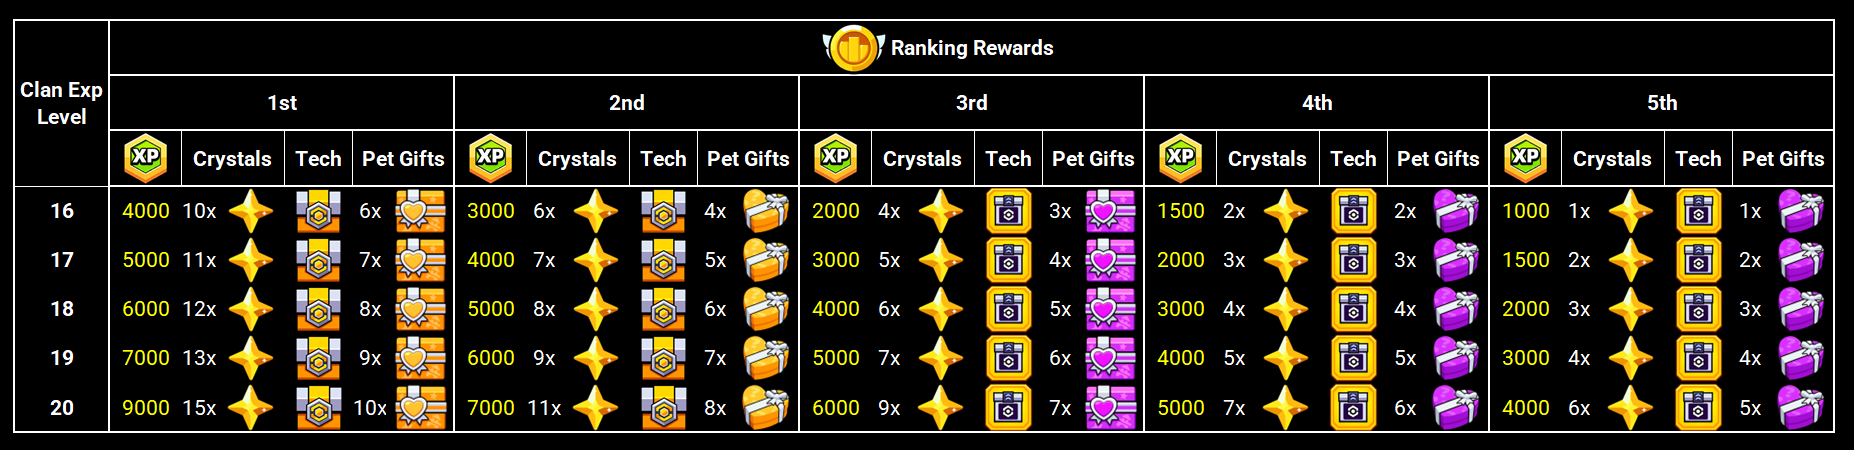 Ranking Rewards
Clan Exp
Level
1st 2nd 3rd 4th 5th
XP Crystals Tech Pet Gifts XP Crystals Tech Pet Gifts XP Crystals Tech Pet Gifts XP Crystals Tech Pet Gifts XP Crystals Tech Pet Gifts
16 4000 10x 6x 3000 6x 4x 2000 4x 3x 1500 2x 2x 1000 1x 1x
17 5000 11x 7x 4000 7x 5x 3000 5x 4x 2000 3x 3x 1500 2x 2x
18 6000 12x 8x 5000 8x 6x 4000 6x 5x 3000 4x 4x 2000 3x 3x
19 7000 13x 9x 6000 9x 7x 5000 7x 6x 4000 5x 5x 3000 4x 4x
20 9000 15x 10x 7000 11x 8x 6000 9x 7x 5000 7x 6x 4000 6x 5x